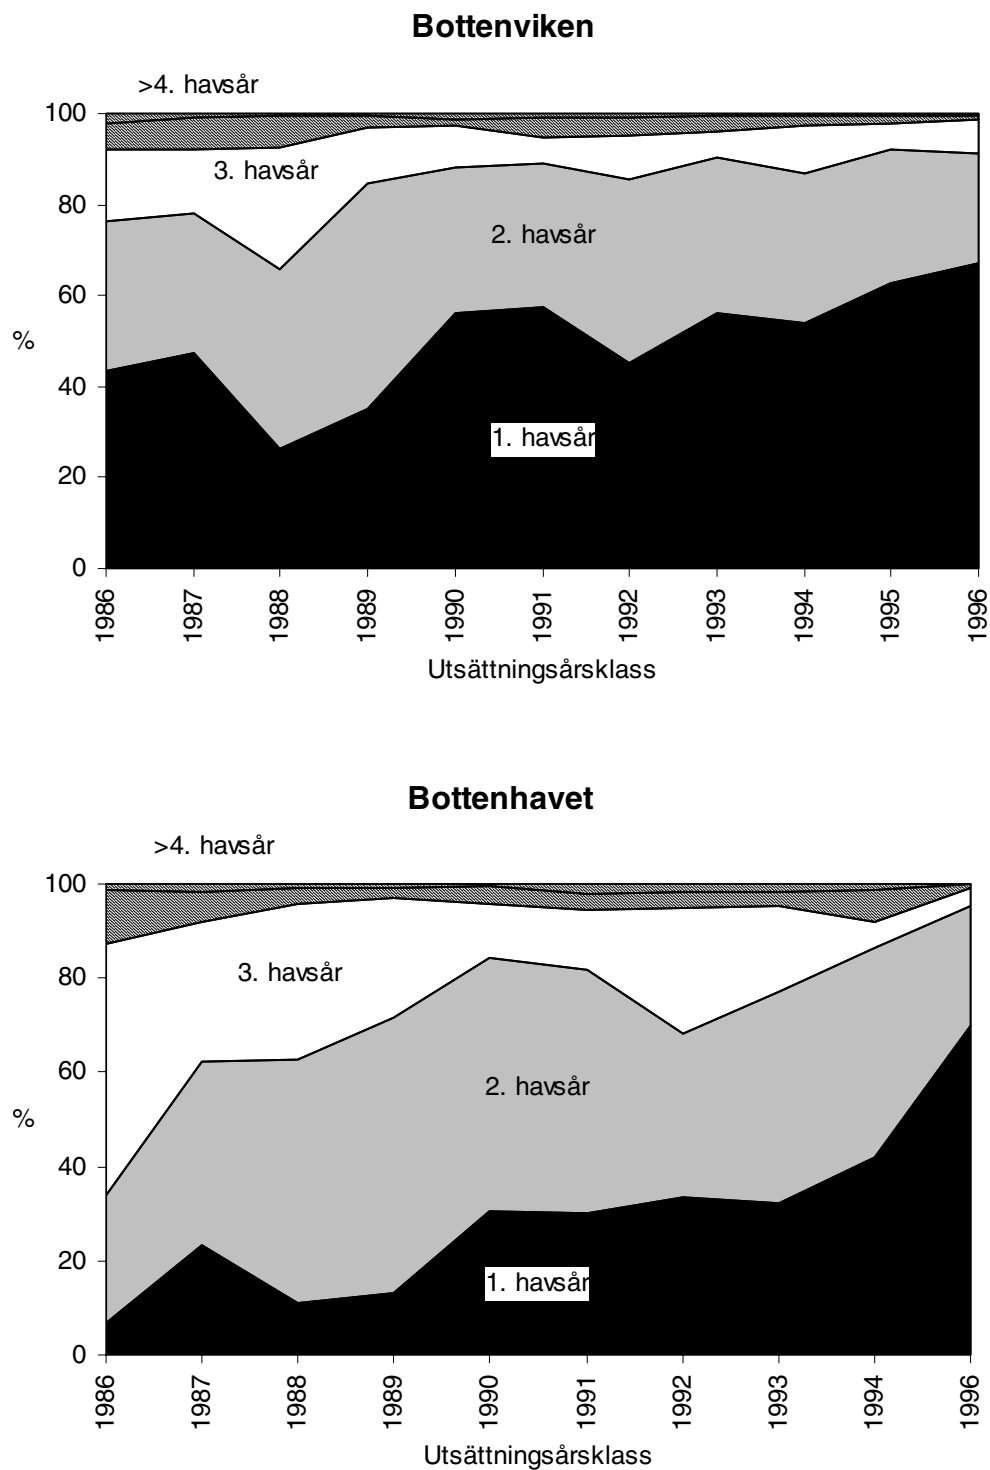 Bottenviken
>4. havsår
100
3. havsår
80
2. havsår
60
%
40
1. havsår
20
0
1986 1987 1988 1989 1990 1991 1992 1993 1994 1995 1996
Utsättningsårsklass
Bottenhavet
>4. havsår
100
3. havsår
80
2. havsår
60
%
40
20
1. havsår
0
1986 1987 1988 1989 1990 1991 1992 1993 1994 1996
Utsättningsårsklass